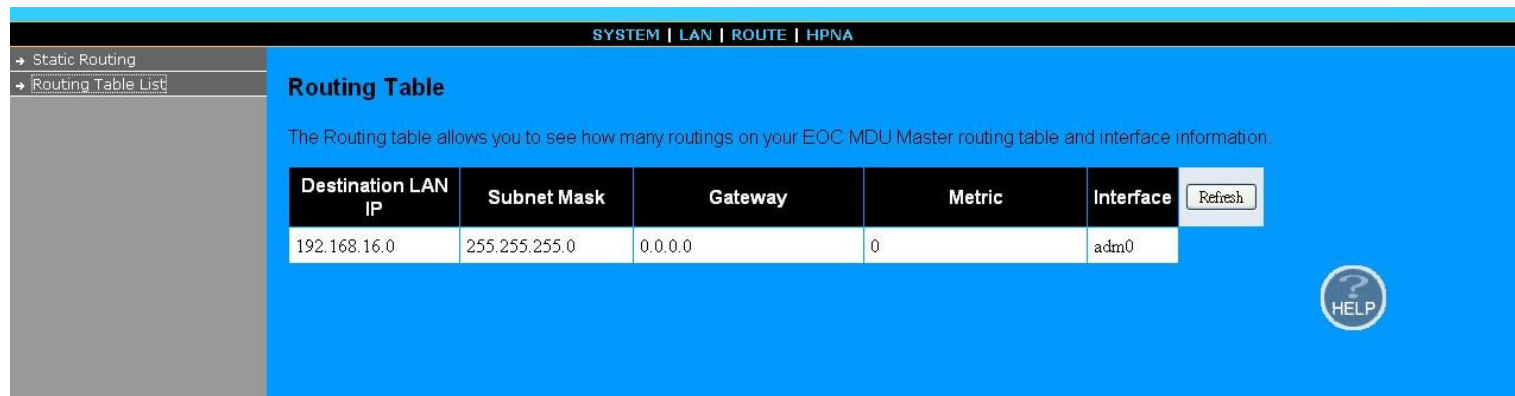 SYSTEM | LAN | ROUTE | HPNA
→ Static Routing
→ Routing Table List
Routing Table
The Routing table allows you to see how many routings on your EOC MDU Master routing table and interface information.
Destination LAN IP Subnet Mask Gateway Metric Interface Refresh
192.168.16.0 255.255.255.0 0.0.0.0 0 adm0
?
HELP